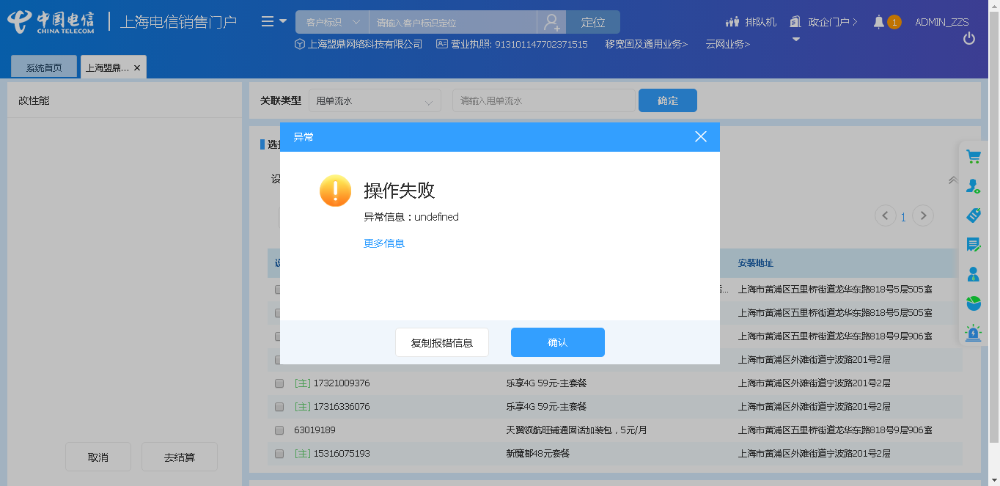 中国电信
CHINA TELECOM
上海电信销售门户
客户标识
请输入客户标识定位
定位
排队机
政企门户>
1
ADMIN_ZZS
上海盟鼎网络科技有限公司
营业执照: 913101147702371515
移宽固及通用业务>
云网业务>
系统首页
上海盟鼎...
改性能
关联类型
甩单流水
请输入甩单流水
确定
异常
操作失败
异常信息：undefined
更多信息
复制报错信息
确认
1
安装地址
上海市黄浦区五里桥街道龙华东路818号5层505室
上海市黄浦区五里桥街道龙华东路818号5层505室
上海市黄浦区五里桥街道龙华东路818号9层906室
上海市黄浦区外滩街道宁波路201号2层
[主] 17321009376 乐享4G 59元-主套餐 上海市黄浦区外滩街道宁波路201号2层
[主] 17316336076 乐享4G 59元-主套餐 上海市黄浦区外滩街道宁波路201号2层
63019189 天翼领航旺铺通固话加装包，5元/月 上海市黄浦区五里桥街道龙华东路818号9层906室
[主] 15316075193 新魔都48元套餐 上海市黄浦区外滩街道宁波路201号2层
取消
去结算